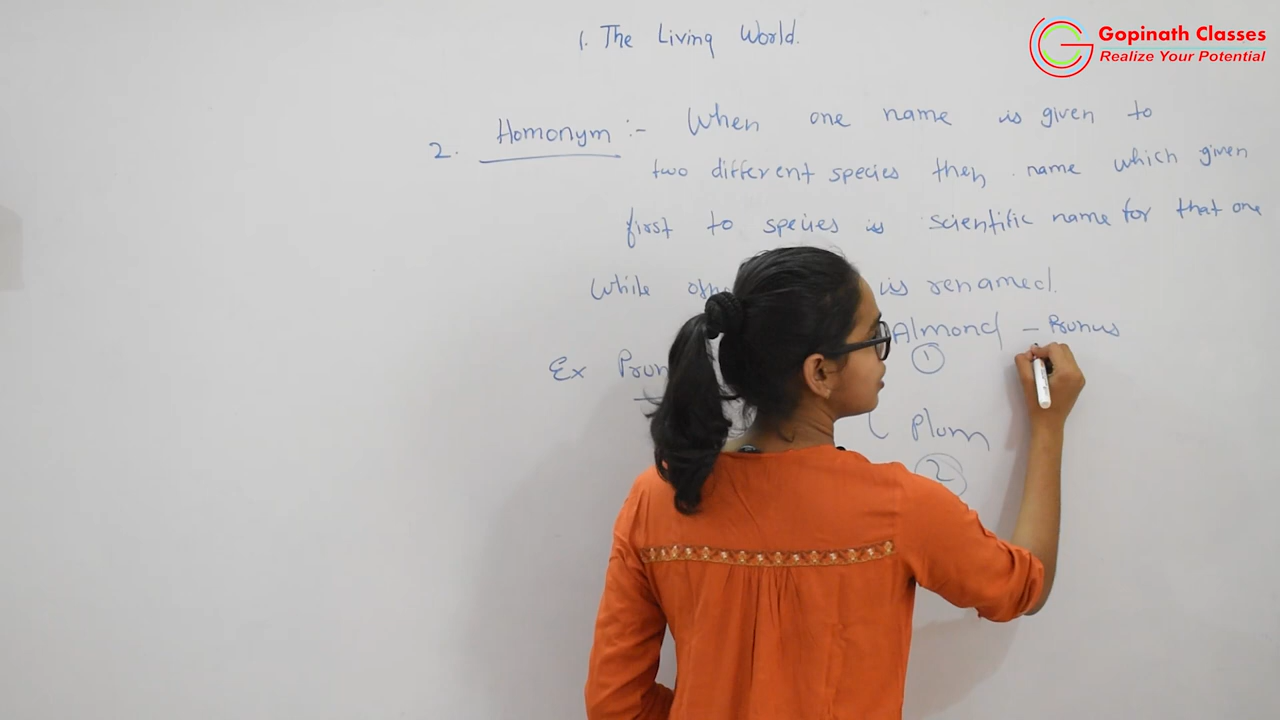 1. The Living World.
Gopinath Classes
Realize Your Potential
2. Homonym :- When one name is given to
two different species then name which given
first to species is scientific name for that one
While is renamed.
Almond - Prunus
1
Ex
Plum
2